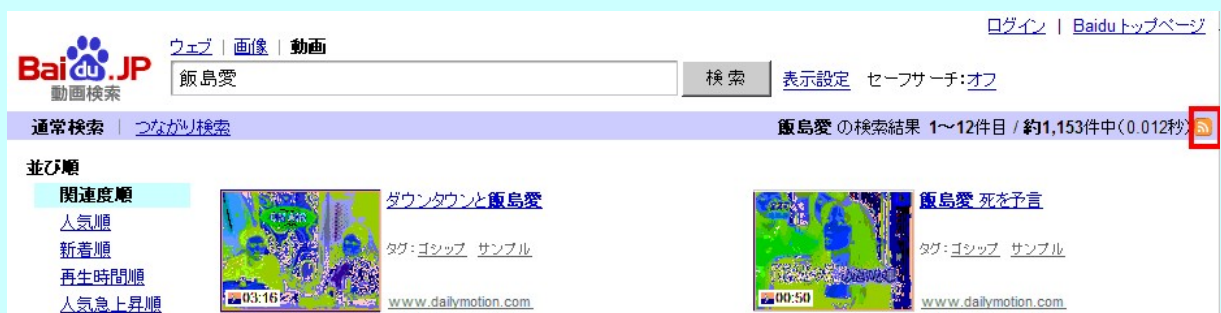 ログイン | Baiduトップページ
ウェブ | 画像 | 動画
Baidu.JP
動画検索
飯島愛
検索
表示設定 セーフサーチ:オフ
通常検索 | つながり検索
飯島愛 の検索結果 1～12件目 / 約1,153件中(0.012秒)
並び順
関連度順
人気順
新着順
再生時間順
人気急上昇順
ダウンタウンと飯島愛
タグ:ゴシップ サンプル
03:16
www.dailymotion.com
飯島愛 死を予言
タグ:ゴシップ サンプル
00:50
www.dailymotion.com